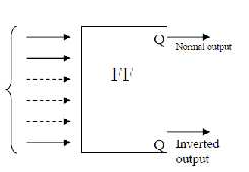 Q
Normal output
FF
Q
Inverted
output